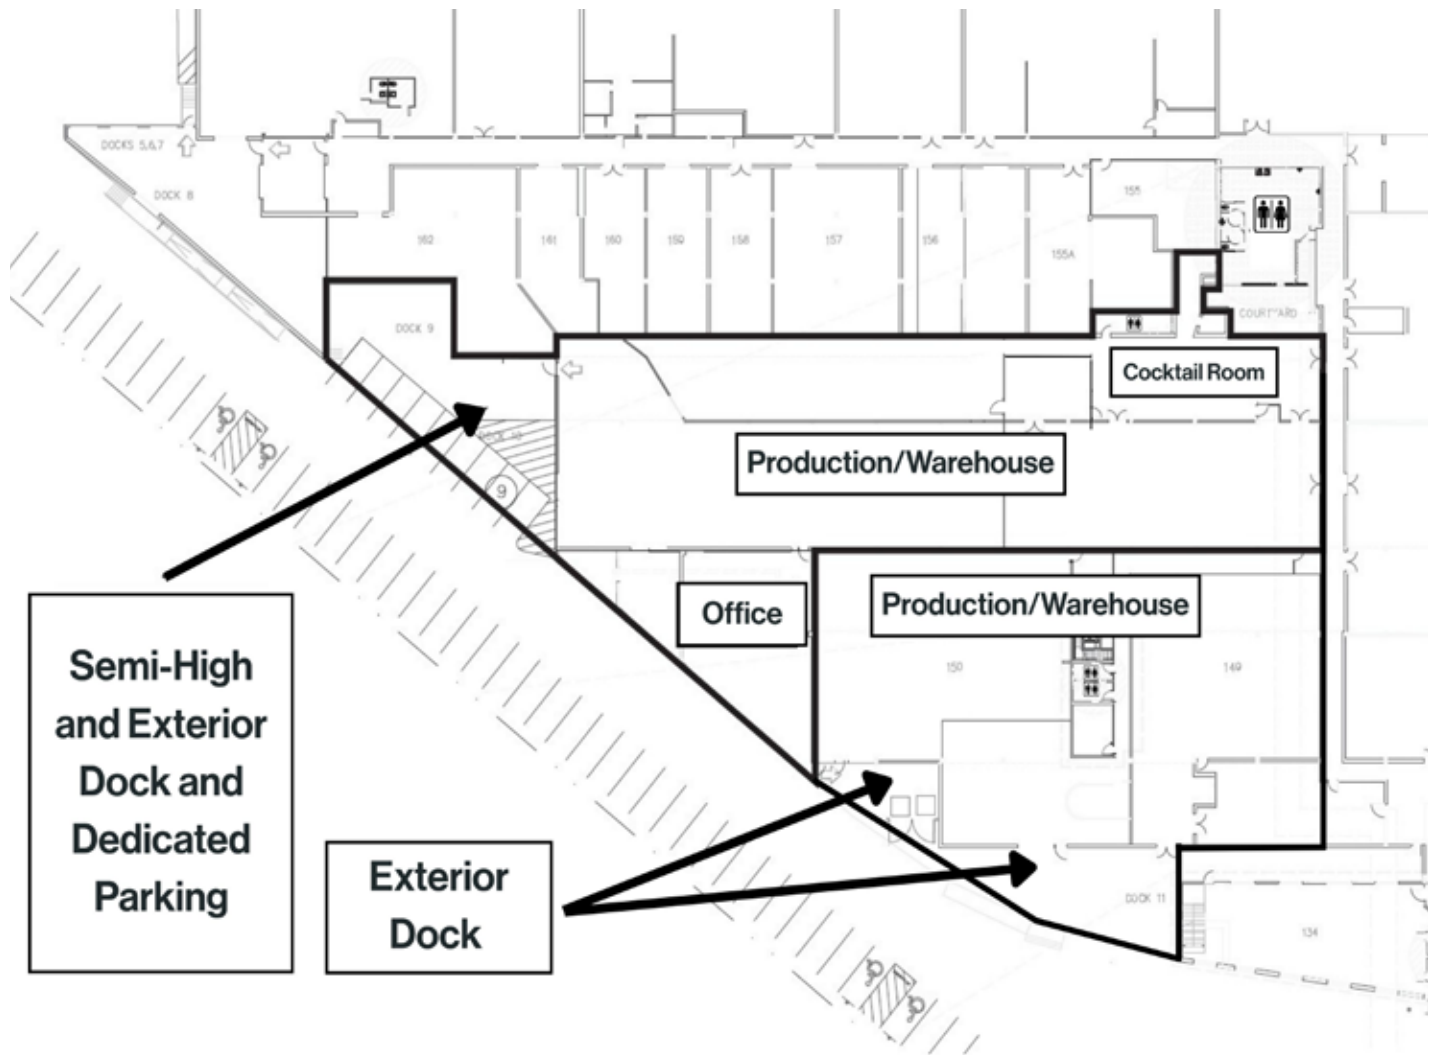 DOCKS 5,6,7
DOCK 8
155
162
161
160
159
158
157
156
155A
COURTYARD
DOCK 9
Cocktail Room
DOCK 10
Production/Warehouse
9
Office
Production/Warehouse
150
149
Semi-High
and Exterior
Dock and
Dedicated
Parking
Exterior
Dock
DOCK 11
134